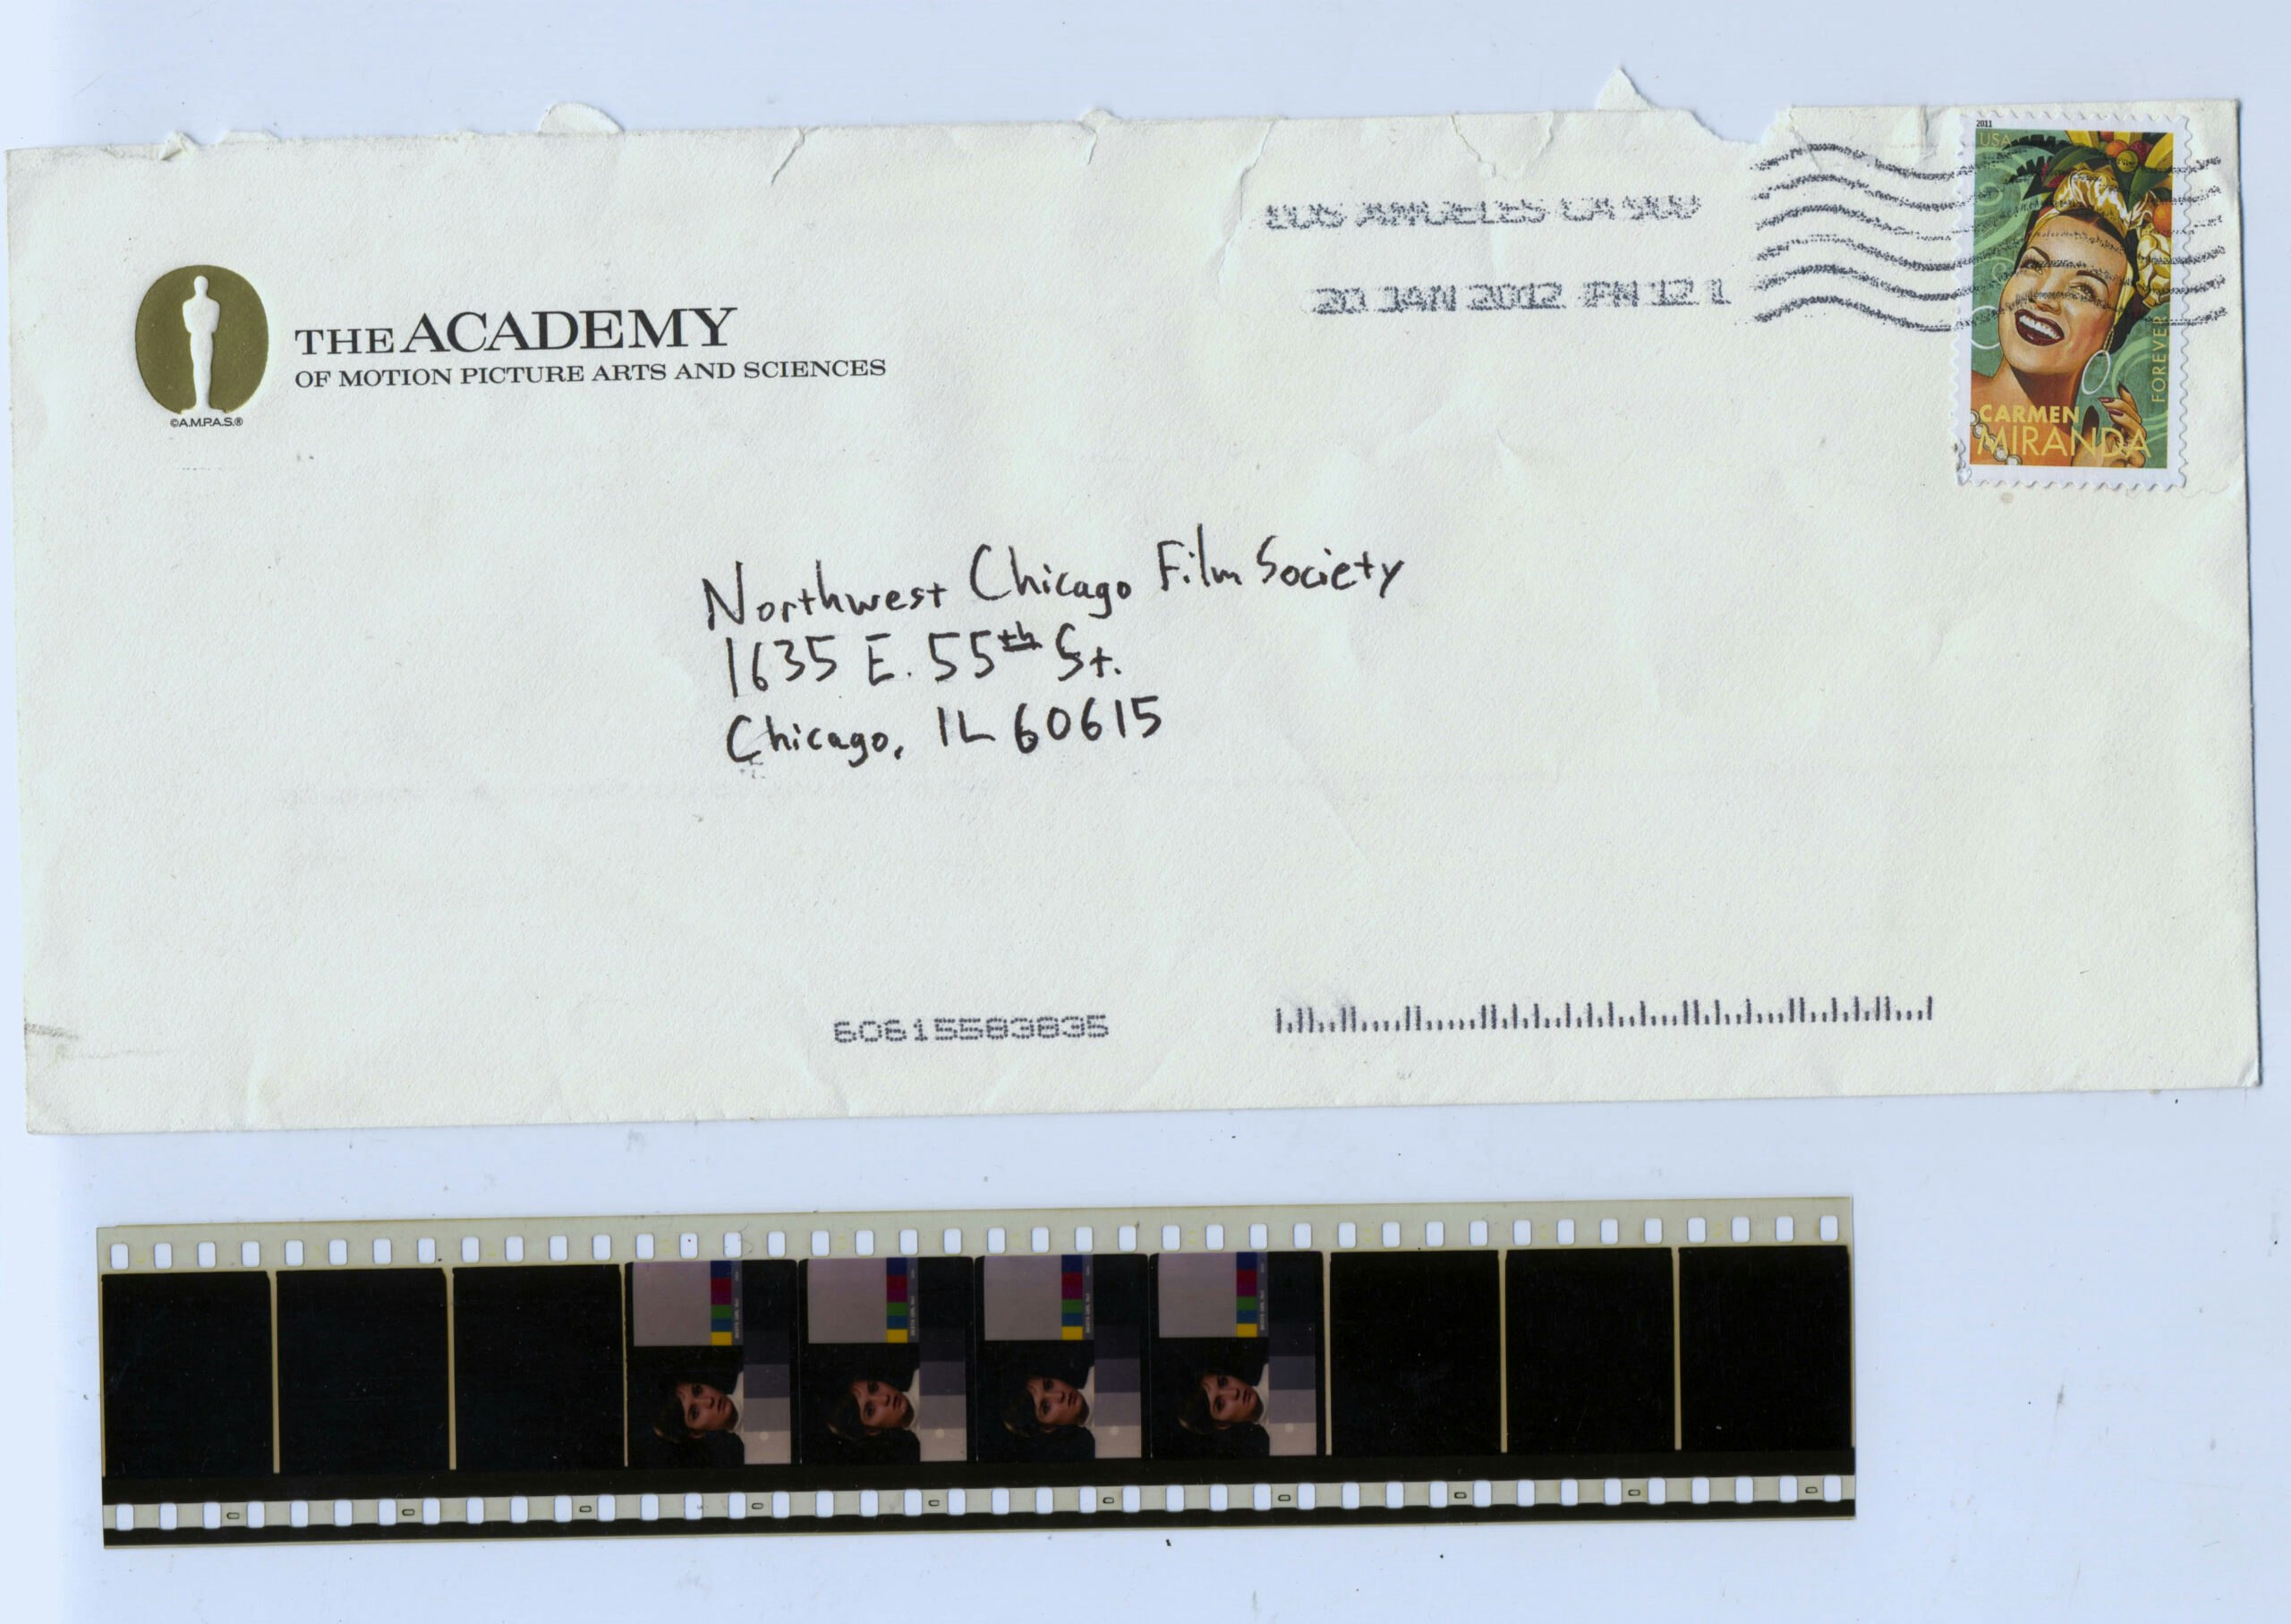 THE ACADEMY
OF MOTION PICTURE ARTS AND SCIENCES
©A.M.P.A.S.®
LOS ANGELES CA 900
20 JAN 2012 PM 12 L
2011
USA
FOREVER
CARMEN
MIRANDA
Northwest Chicago Film Society
1635 E. 55th St.
Chicago, IL 60615
60615583835